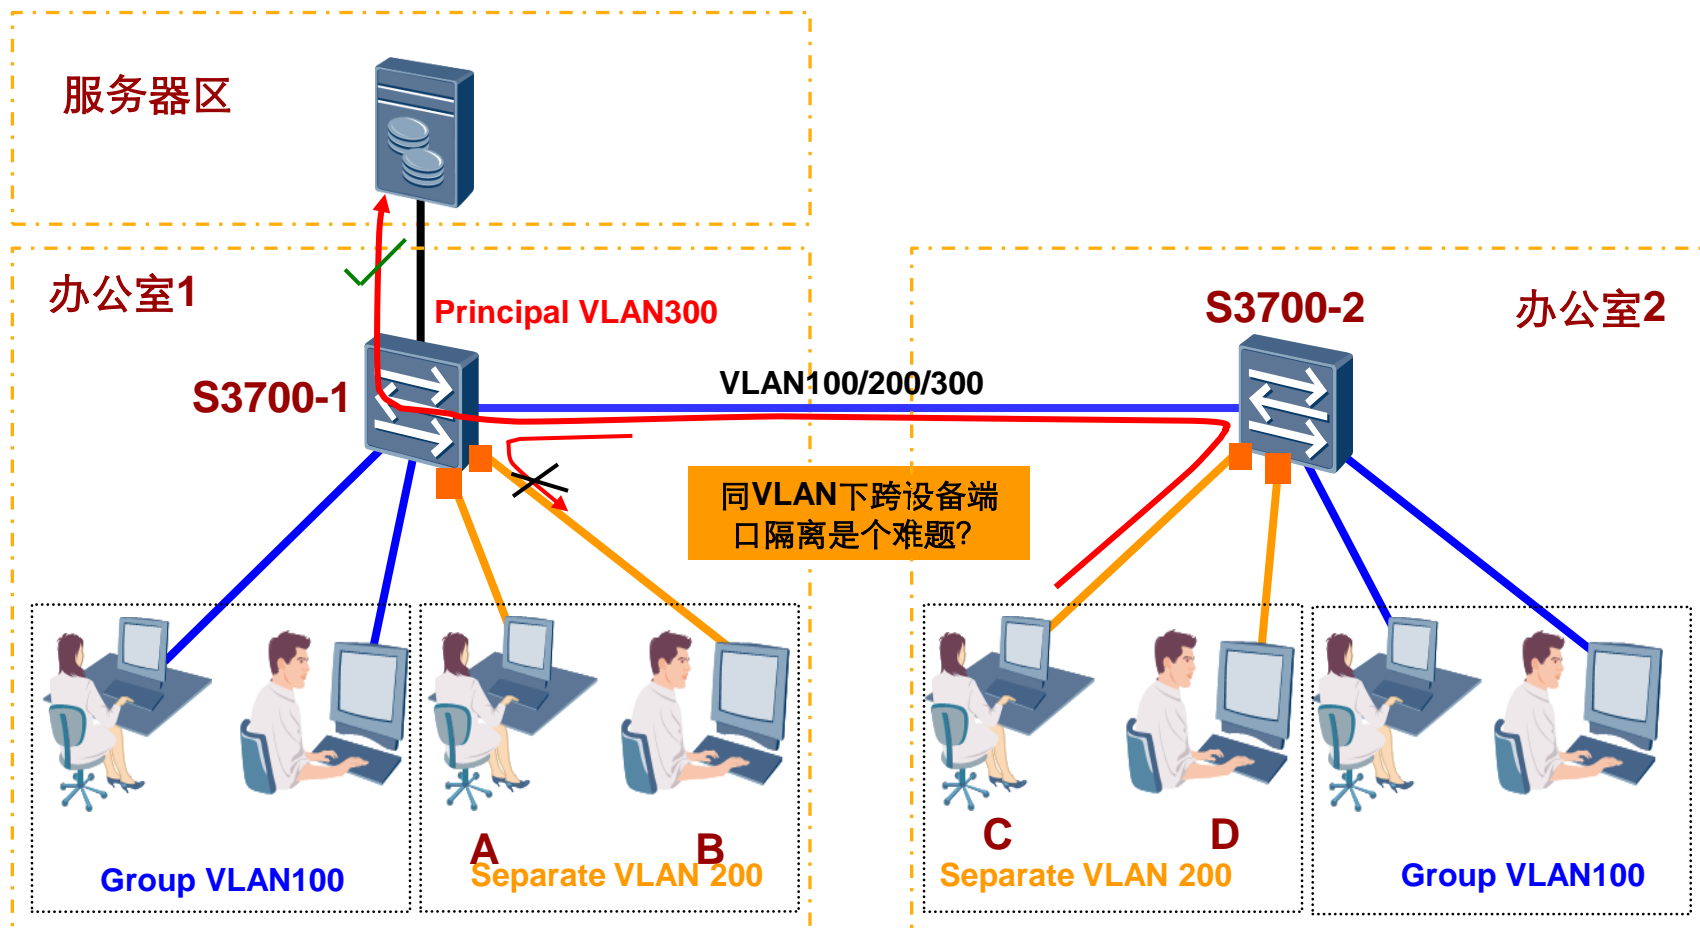 服务器区
办公室1
Principal VLAN300
S3700-2
办公室2
S3700-1
VLAN100/200/300
同VLAN下跨设备端
口隔离是个难题?
A
B
C
D
Group VLAN100
Separate VLAN 200
Separate VLAN 200
Group VLAN100